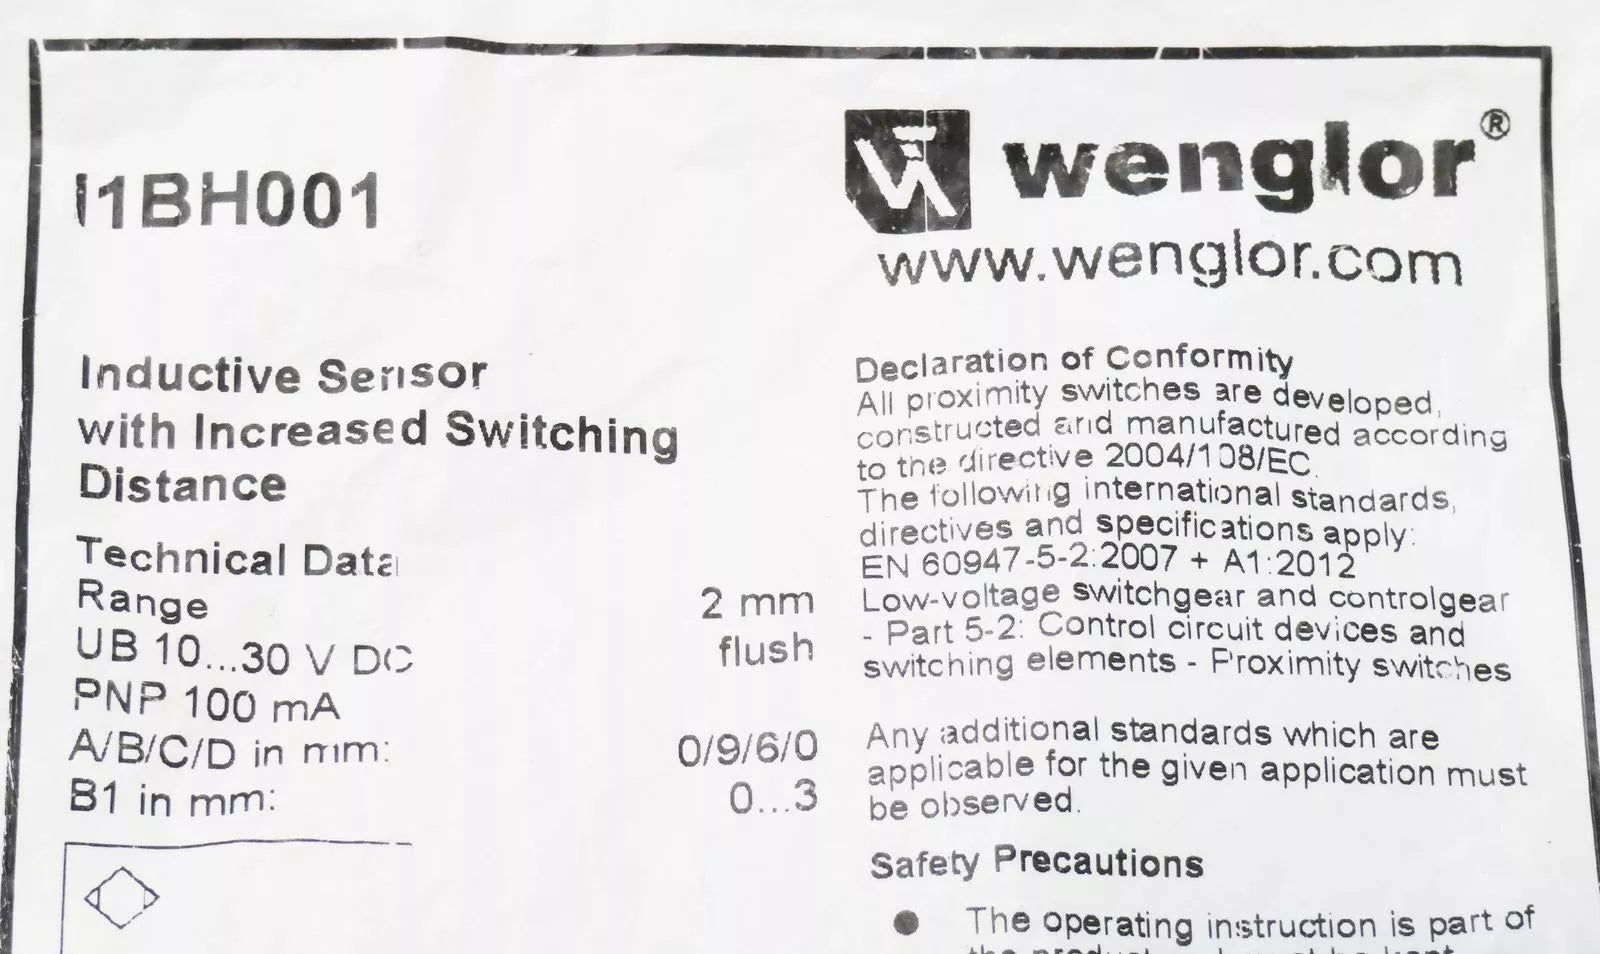 I1BH001
wenglor®
www.wenglor.com
Inductive Sensor
with Increased Switching
Distance
Technical Data
Range 2 mm
UB 10...30 V DC flush
PNP 100 mA
A/B/C/D in mm: 0/9/6/0
B1 in mm: 0...3
Declaration of Conformity
All proximity switches are developed,
constructed and manufactured according
to the directive 2004/108/EC.
The following international standards,
directives and specifications apply:
EN 60947-5-2:2007 + A1:2012
Low-voltage switchgear and controlgear
- Part 5-2: Control circuit devices and
switching elements - Proximity switches
Any additional standards which are
applicable for the given application must
be observed.
Safety Precautions
● The operating instruction is part of